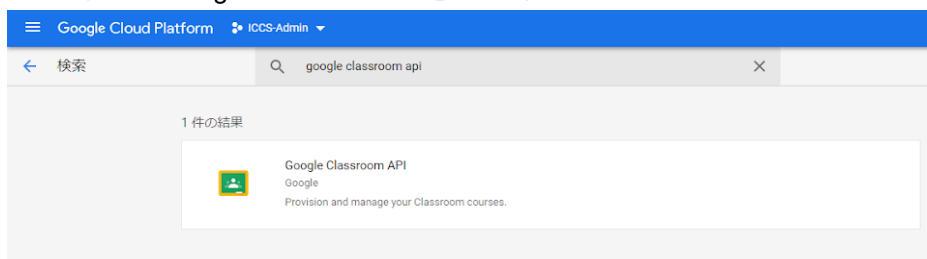 Google Cloud Platform ICCS-Admin
検索 google classroom api
1 件の結果
Google Classroom API
Google
Provision and manage your Classroom courses.